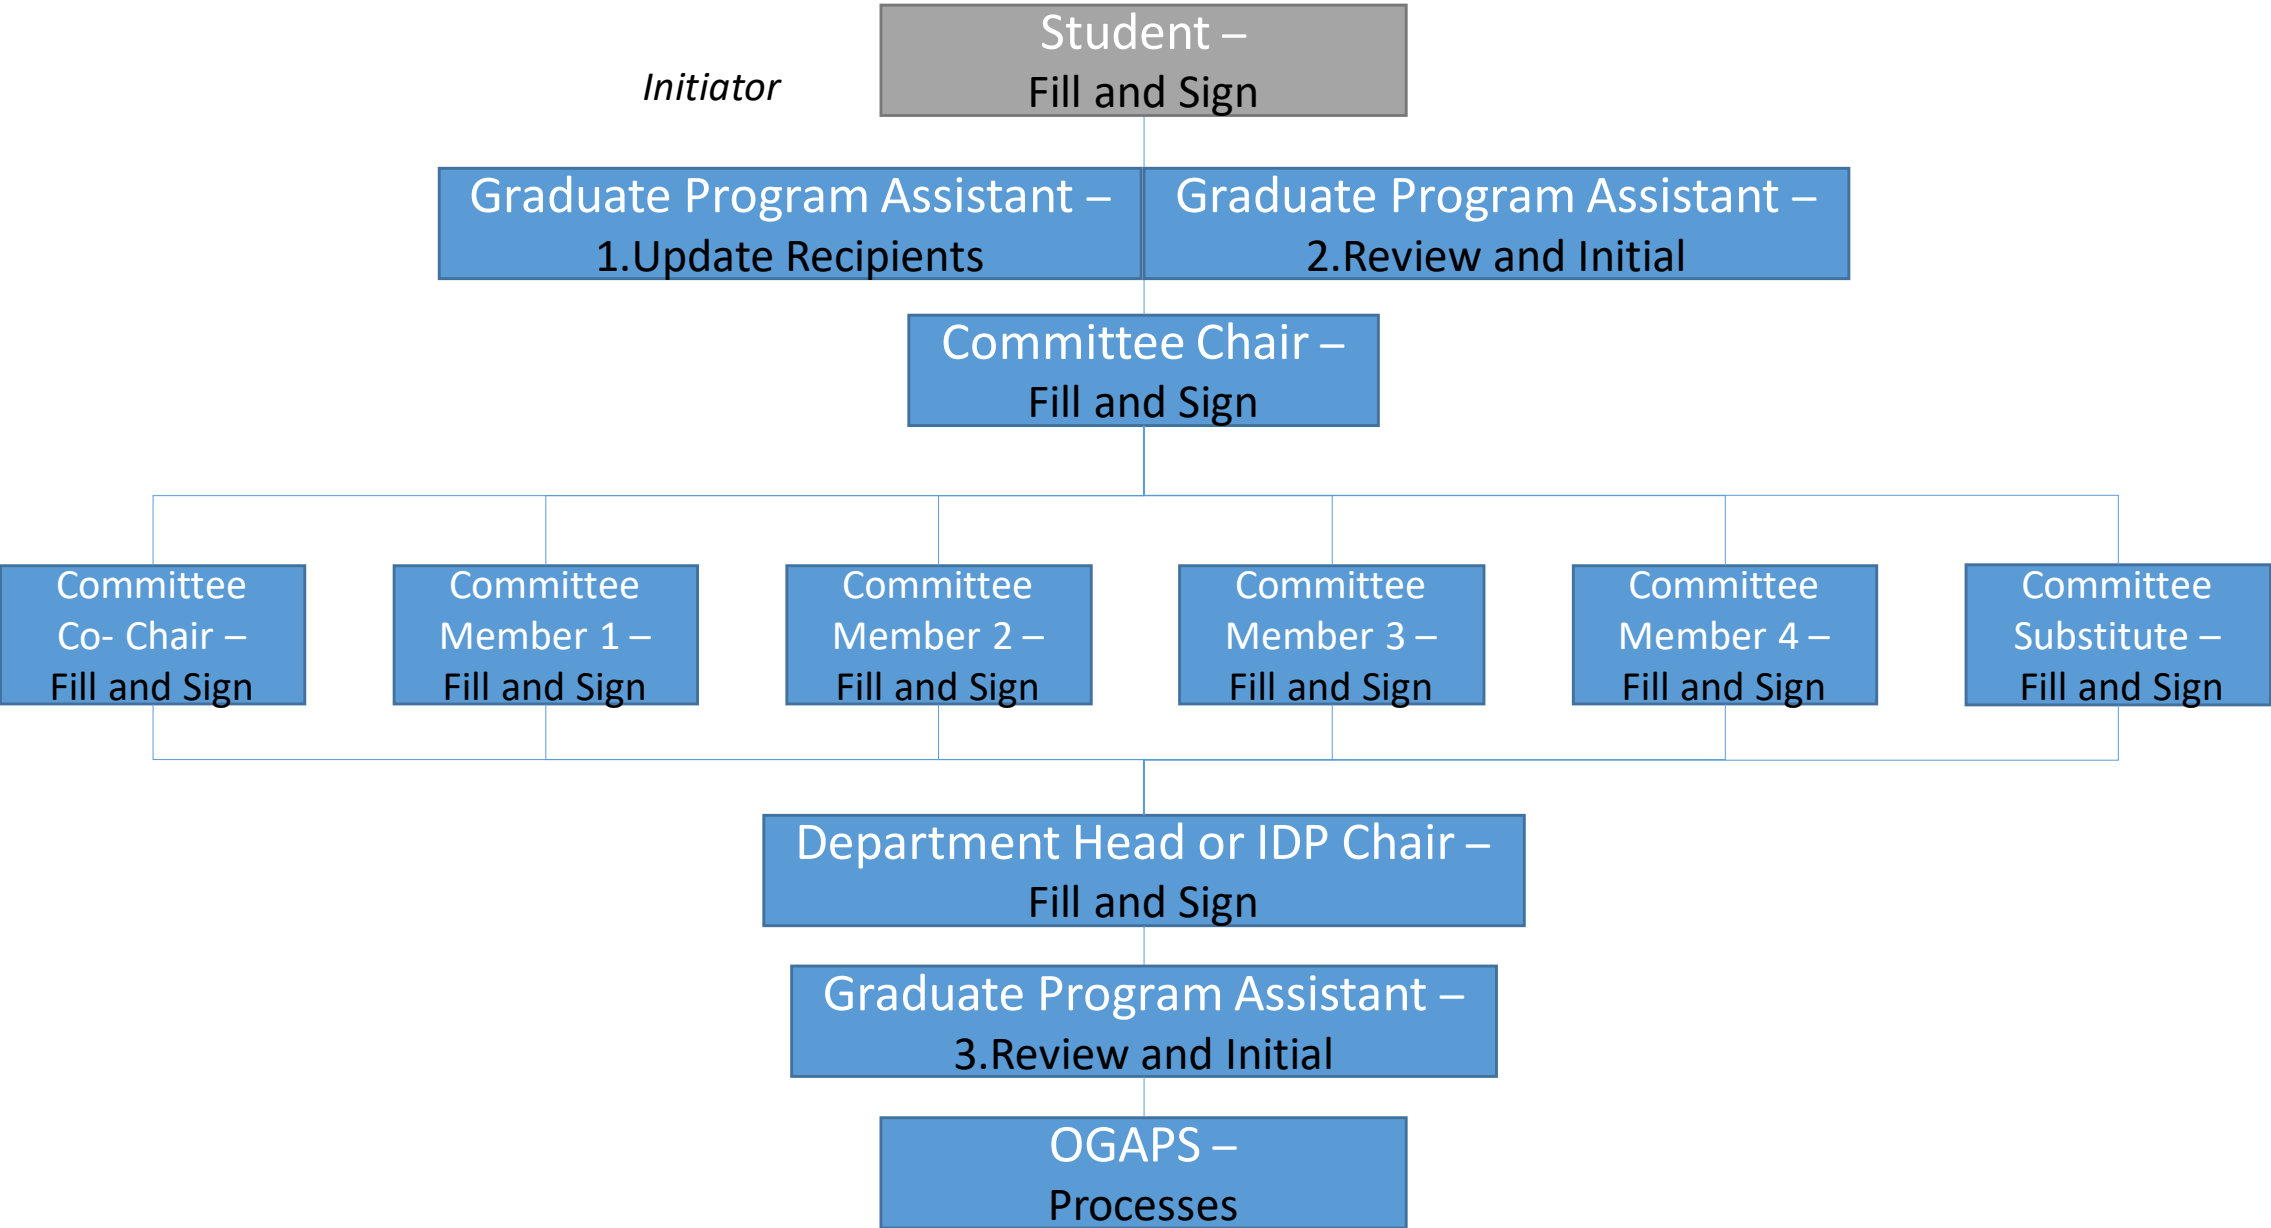 Student –
Fill and Sign
Initiator
Graduate Program Assistant –
1.Update Recipients
Graduate Program Assistant –
2.Review and Initial
Committee Chair –
Fill and Sign
Committee
Co- Chair –
Fill and Sign
Committee
Member 1 –
Fill and Sign
Committee
Member 2 –
Fill and Sign
Committee
Member 3 –
Fill and Sign
Committee
Member 4 –
Fill and Sign
Committee
Substitute –
Fill and Sign
Department Head or IDP Chair –
Fill and Sign
Graduate Program Assistant –
3.Review and Initial
OGAPS –
Processes